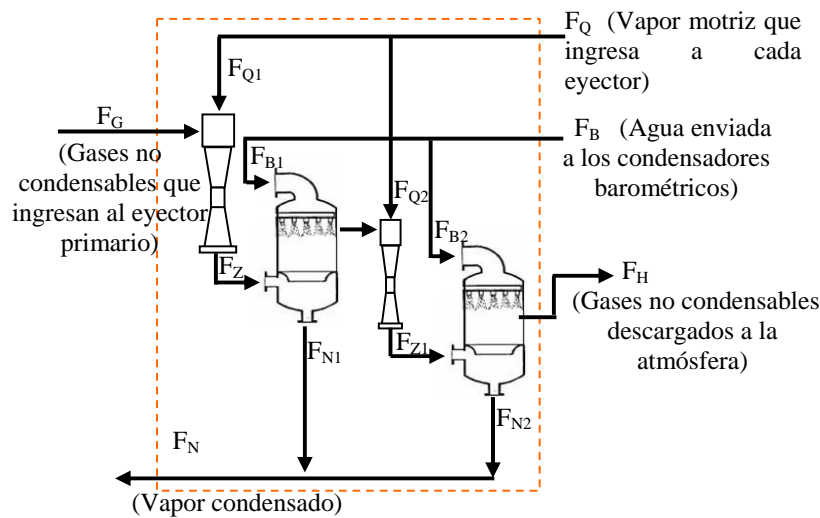 F_Q (Vapor motriz que
ingresa a cada
eyector)
F_Q1
F_G
(Gases no
condensables que
ingresan al eyector
primario)
F_B (Agua enviada
a los condensadores
barométricos)
F_B1
F_Q2
F_B2
F_Z
F_H
(Gases no condensables
descargados a la
atmósfera)
F_Z1
F_N1
F_N2
F_N
(Vapor condensado)